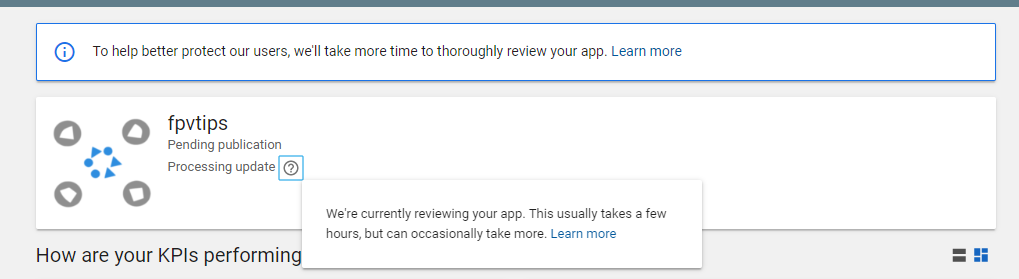 To help better protect our users, we'll take more time to thoroughly review your app. Learn more
fpvtips
Pending publication
Processing update
We're currently reviewing your app. This usually takes a few
hours, but can occasionally take more. Learn more
How are your KPIs performing